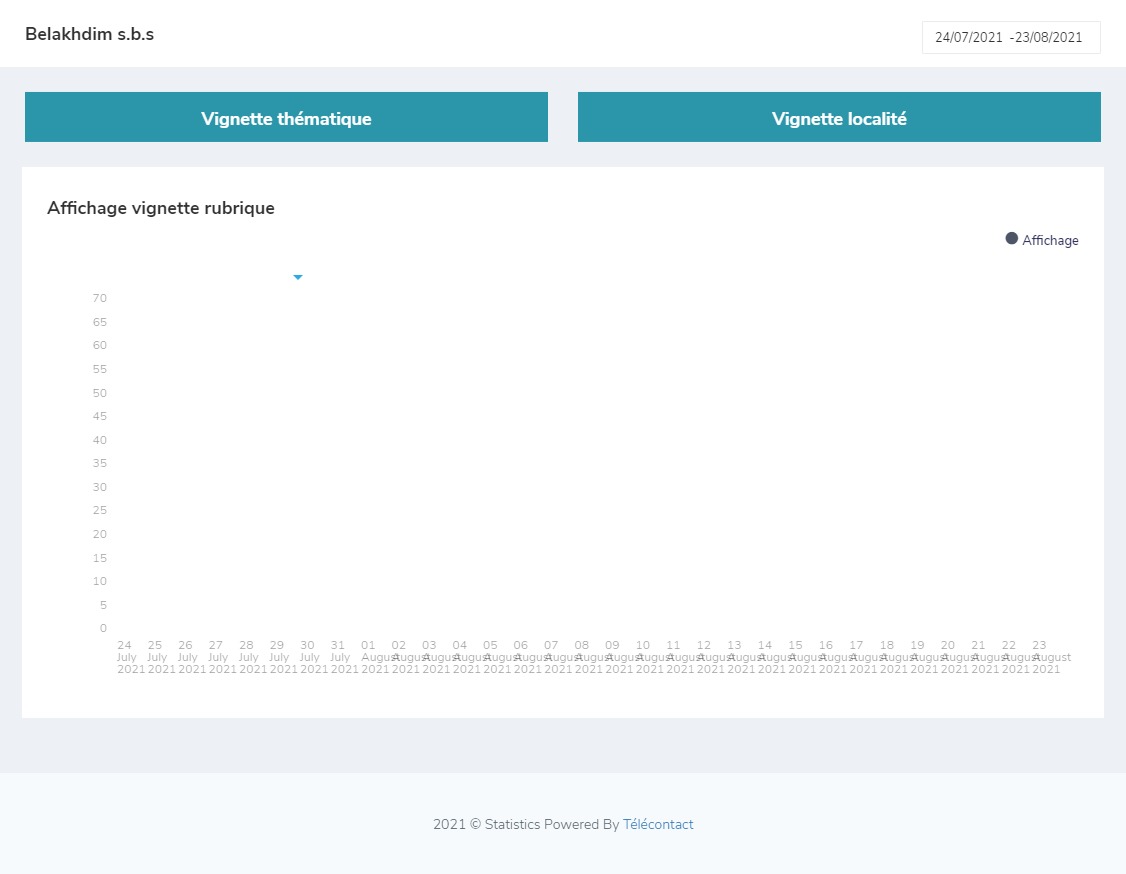 Belakhdim s.b.s
24/07/2021 -23/08/2021
Vignette thématique
Vignette localité
Affichage vignette rubrique
Affichage
70
65
60
55
50
45
40
35
30
25
20
15
10
5
0
24 25 26 27 28 29 30 31 01 02 03 04 05 06 07 08 09 10 11 12 13 14 15 16 17 18 19 20 21 22 23
July July July July July July July July August August August August August August August August August August August August August August August August August August August August August August August
2021 2021 2021 2021 2021 2021 2021 2021 2021 2021 2021 2021 2021 2021 2021 2021 2021 2021 2021 2021 2021 2021 2021 2021 2021 2021 2021 2021 2021 2021 2021
2021 © Statistics Powered By Télécontact